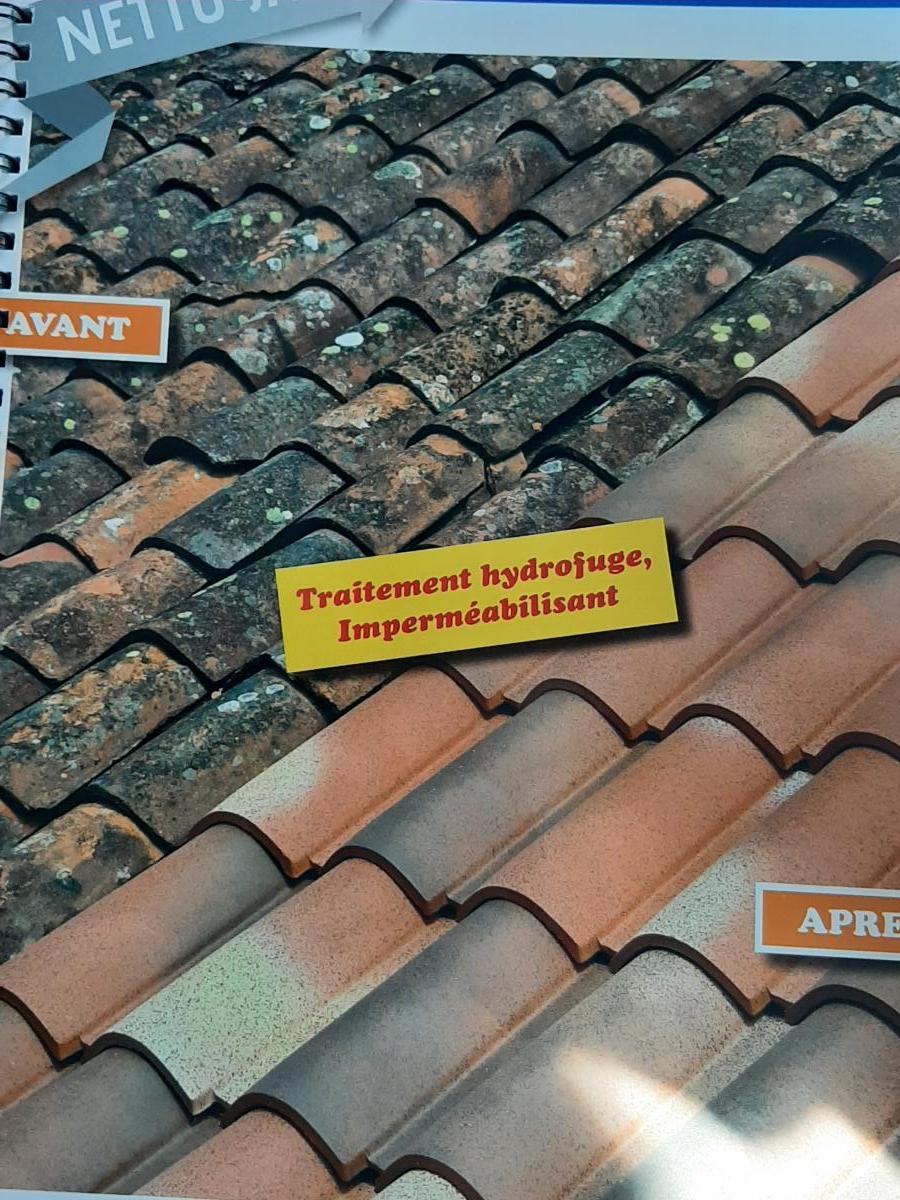 AVANT
Traitement hydrofuge,
Imperméabilisant